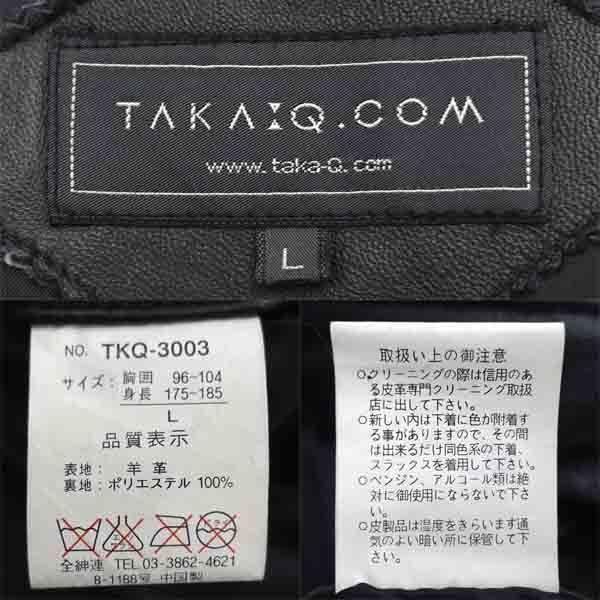 TAKA:Q.COM
www.taka-Q.com
L
NO. TKQ-3003
サイズ: 胸囲 96-104
身長 175-185
L
品質表示
表地: 羊革
裏地: ポリエステル 100%
全紳連 TEL 03-3862-4621
8-1188号 中国製
取扱い上の御注意
○クリーニングの際は信用のあ
る皮革専門クリーニング取扱
店に出して下さい。
○新しい内は下着に色が附着す
る事がありますので、その間
は出来るだけ同色系の下着、
スラックスを着用して下さい。
○ベンジン、アルコール類は絶
対に御使用にならないで下さ
い。
○皮製品は湿度をきらいます通
気のよい暗い所に保管して下
さい。